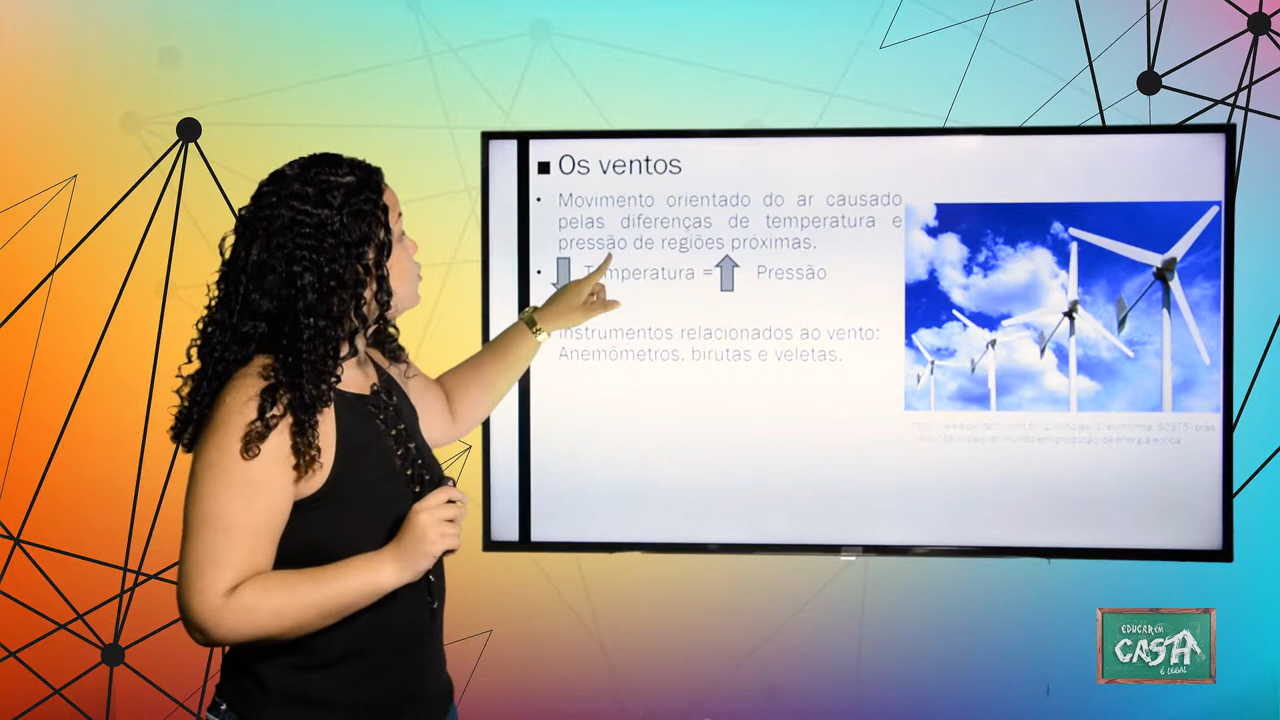 Os ventos
Movimento orientado do ar causado
pelas diferenças de temperatura e
pressão de regiões próximas.
Temperatura = Pressão
Instrumentos relacionados ao vento:
Anemômetros, birutas e veletas.
EDUCAR EM
CASA
É LEGAL